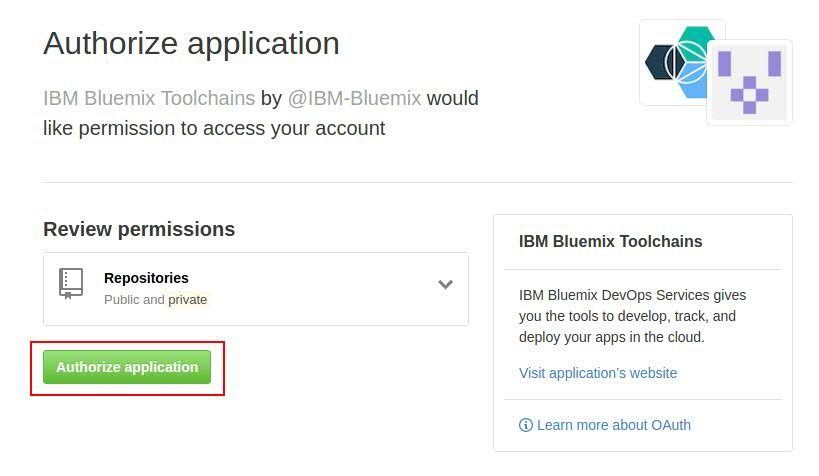 Authorize application
IBM Bluemix Toolchains by @IBM-Bluemix would
like permission to access your account
Review permissions
Repositories
Public and private
Authorize application
IBM Bluemix Toolchains
IBM Bluemix DevOps Services gives
you the tools to develop, track, and
deploy your apps in the cloud.
Visit application’s website
Learn more about OAuth